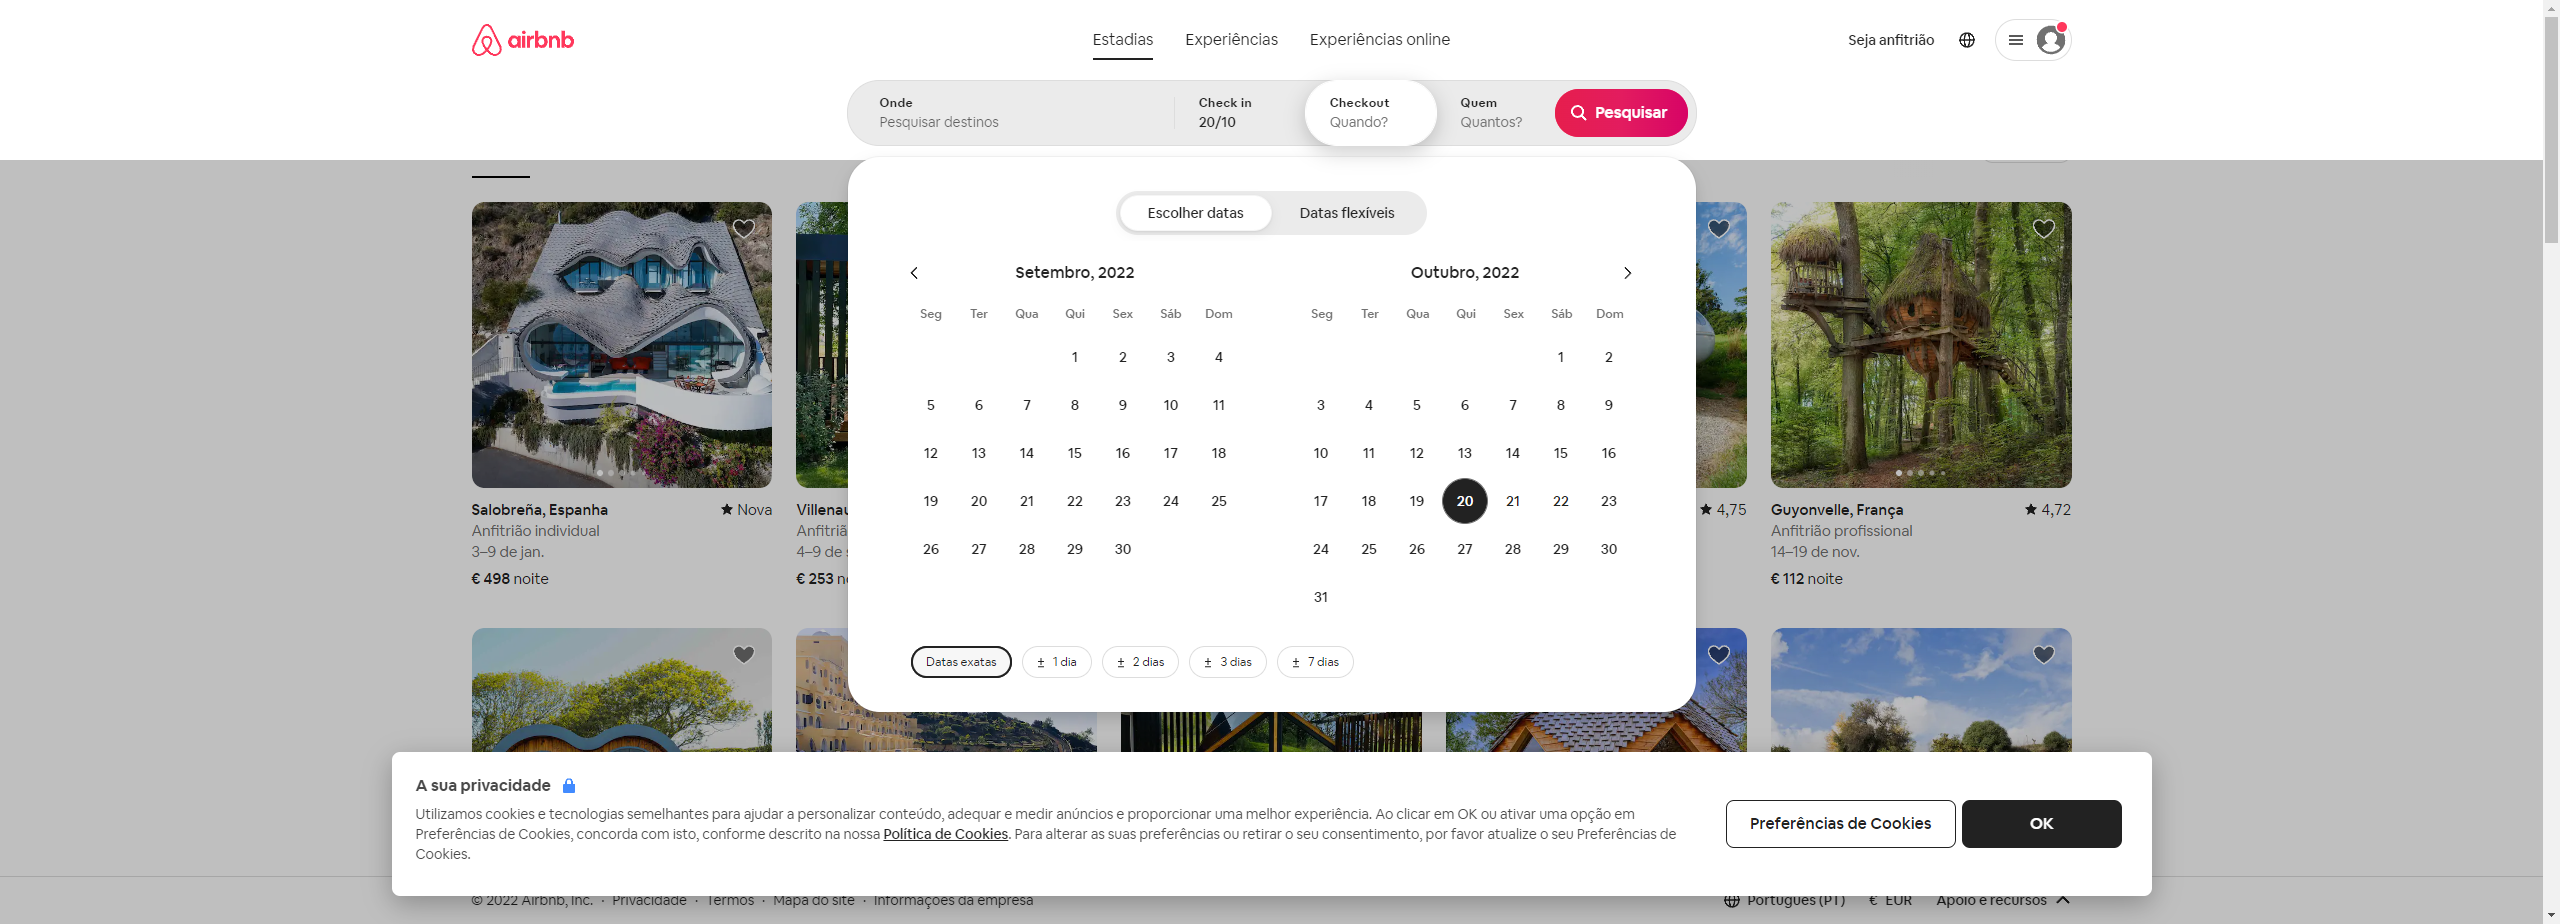 airbnb
Estadias
Experiências
Experiências online
Seja anfitrião
Onde
Pesquisar destinos
Check in
20/10
Checkout
Quando?
Quem
Quantos?
Pesquisar
Escolher datas
Datas flexíveis
Setembro, 2022
Seg Ter Qua Qui Sex Sáb Dom
1 2 3 4
5 6 7 8 9 10 11
12 13 14 15 16 17 18
19 20 21 22 23 24 25
26 27 28 29 30
Outubro, 2022
Seg Ter Qua Qui Sex Sáb Dom
1 2
3 4 5 6 7 8 9
10 11 12 13 14 15 16
17 18 19 20 21 22 23
24 25 26 27 28 29 30
31
Datas exatas
± 1 dia
± 2 dias
± 3 dias
± 7 dias
Salobreña, Espanha
Nova
Anfitrião individual
3–9 de jan.
€ 498 noite
€ 253
4,75
Guyonvelle, França
4,72
Anfitrião profissional
14–19 de nov.
€ 112 noite
A sua privacidade
Utilizamos cookies e tecnologias semelhantes para ajudar a personalizar conteúdo, adequar e medir anúncios e proporcionar uma melhor experiência. Ao clicar em OK ou ativar uma opção em
Preferências de Cookies, concorda com isto, conforme descrito na nossa Política de Cookies. Para alterar as suas preferências ou retirar o seu consentimento, por favor atualize o seu Preferências de
Cookies.
Preferências de Cookies
OK
© 2022 Airbnb, Inc. · Privacidade · Termos · Mapa do site · Informações da empresa
Português (PT)
€ EUR
Apoio e recursos